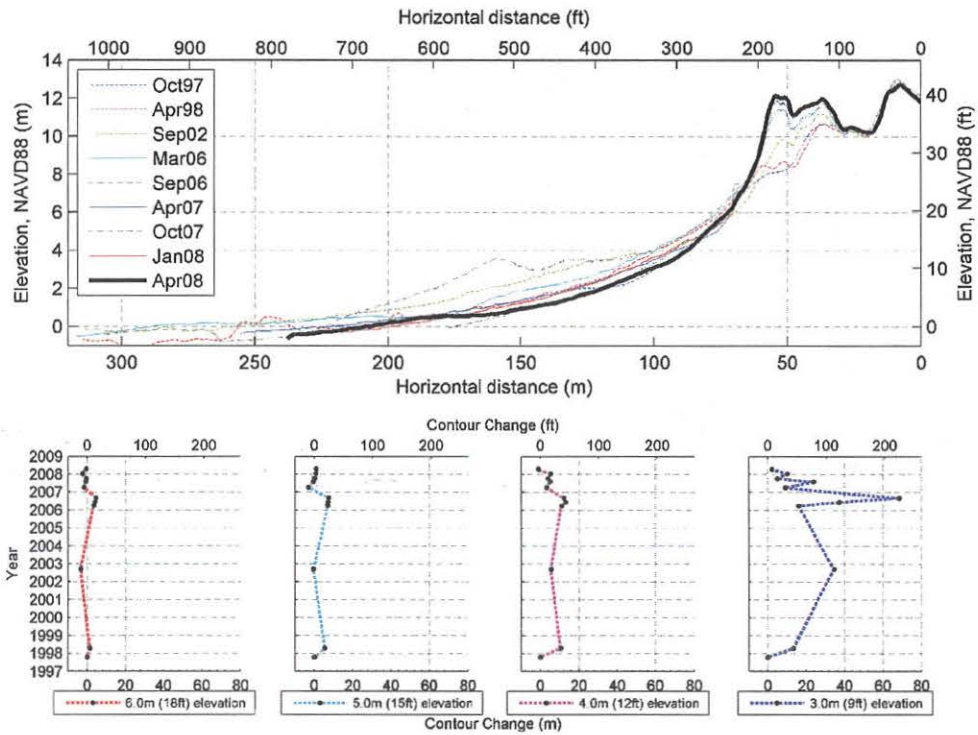 Horizontal distance (ft)
1000 900 800 700 600 500 400 300 200 100 0
14
12
10
8
6
4
2
0
Elevation, NAVD88 (m)
Oct97
Apr98
Sep02
Mar06
Sep06
Apr07
Oct07
Jan08
Apr08
40
30
20
10
0
Elevation, NAVD88 (ft)
300 250 200 150 100 50 0
Horizontal distance (m)
Contour Change (ft)
0 100 200 0 100 200 0 100 200 0 100 200
2009
2008
2007
2006
2003
2002
2000
1999
1998
1997
Year
0 20 40 60 80 0 20 40 60 80 0 20 40 60 80 0 20 40 60 80
6.0m (18ft) elevation 5.0m (15ft) elevation 4.0m (12ft) elevation 3.0m (9ft) elevation
Contour Change (m)